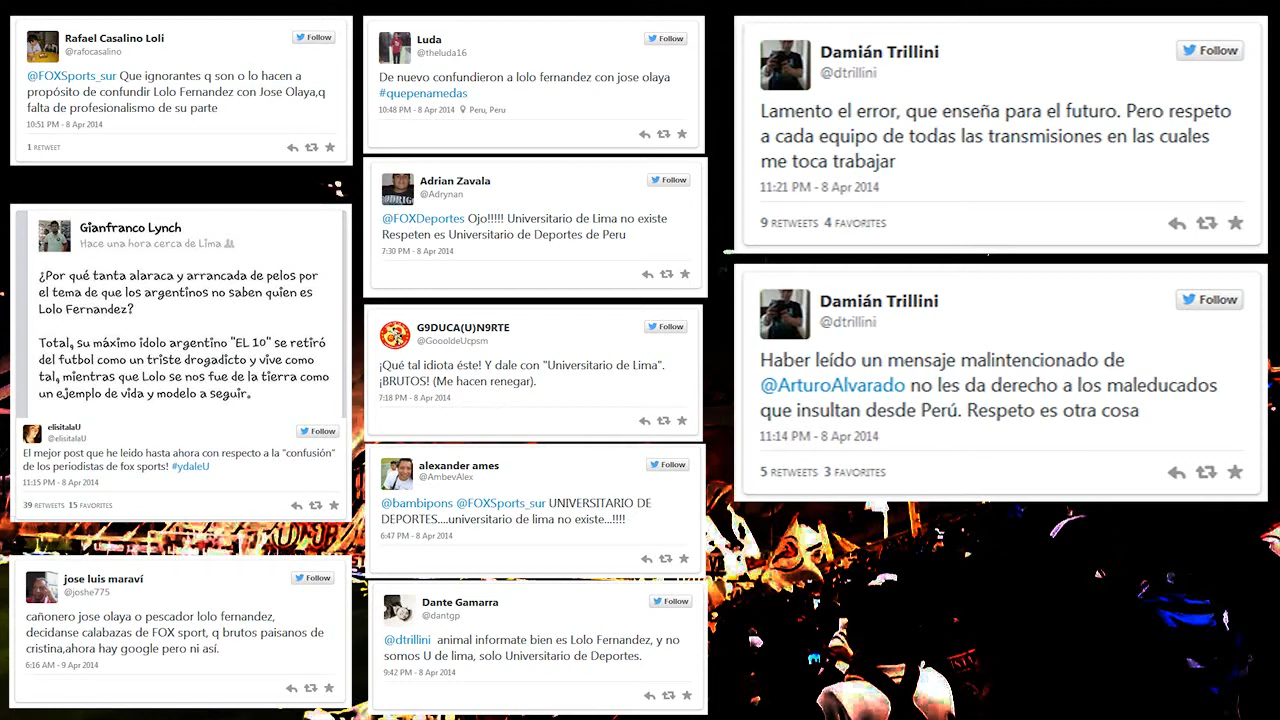 Rafael Casalino Loli
@rafocasalino
Follow
@FOXSports_sur Que ignorantes q son o lo hacen a
propósito de confundir Lolo Fernandez con Jose Olaya,q
falta de profesionalismo de su parte
10:51 PM - 8 Apr 2014
1 RETWEET
Gianfranco Lynch
Hace una hora cerca de Lima
¿Por qué tanta alaraca y arrancada de pelos por
el tema de que los argentinos no saben quien es
Lolo Fernandez?
Total, su máximo ídolo argentino "EL 10" se retiró
del futbol como un triste drogadicto y vive como
tal, mientras que Lolo se nos fue de la tierra como
un ejemplo de vida y modelo a seguir.
elisitalaU
@elisitalaU
Follow
El mejor post que he leido hasta ahora con respecto a la "confusión"
de los periodistas de fox sports! #ydaleU
11:15 PM - 8 Apr 2014
39 RETWEETS 15 FAVORITES
jose luis maraví
@joshe775
Follow
cañonero jose olaya o pescador lolo fernandez,
decidanse calabazas de FOX sport, q brutos paisanos de
cristina,ahora hay google pero ni así.
6:16 AM - 9 Apr 2014
Luda
@theluda16
Follow
De nuevo confundieron a lolo fernandez con jose olaya
#quepenamedas
10:48 PM - 8 Apr 2014 Peru, Peru
Adrian Zavala
@Adrynan
Follow
@FOXDeportes Ojo!!!!! Universitario de Lima no existe
Respeten es Universitario de Deportes de Peru
7:30 PM - 8 Apr 2014
G9DUCA(U)N9RTE
@GoooldeUcpsm
Follow
¡Qué tal idiota éste! Y dale con "Universitario de Lima".
¡BRUTOS! (Me hacen renegar).
7:18 PM - 8 Apr 2014
alexander ames
@AmbevAlex
Follow
@bambipons @FOXSports_sur UNIVERSITARIO DE
DEPORTES....universitario de lima no existe...!!!!
6:47 PM - 8 Apr 2014
Dante Gamarra
@dantgp
Follow
@dtrillini animal informate bien es Lolo Fernandez, y no
somos U de lima, solo Universitario de Deportes.
9:42 PM - 8 Apr 2014
Damián Trillini
@dtrillini
Follow
Lamento el error, que enseña para el futuro. Pero respeto
a cada equipo de todas las transmisiones en las cuales
me toca trabajar
11:21 PM - 8 Apr 2014
9 RETWEETS 4 FAVORITES
Damián Trillini
@dtrillini
Follow
Haber leído un mensaje malintencionado de
@ArturoAlvarado no les da derecho a los maleducados
que insultan desde Perú. Respeto es otra cosa
11:14 PM - 8 Apr 2014
5 RETWEETS 3 FAVORITES